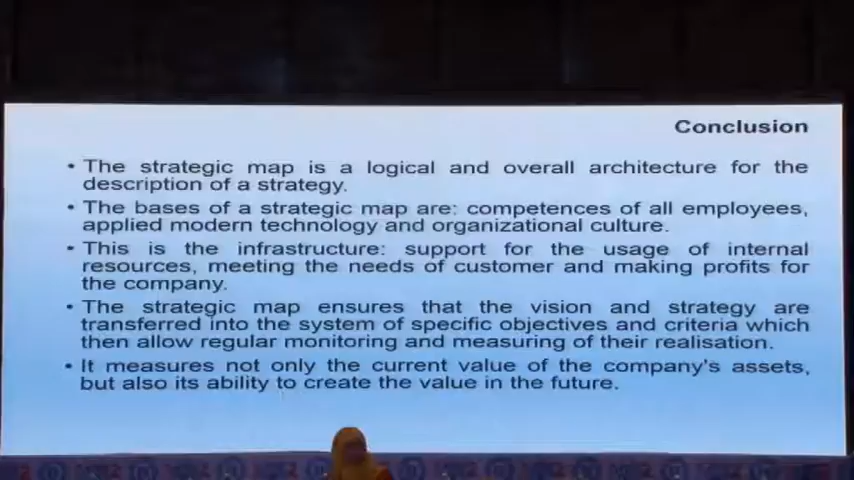 Conclusion
• The strategic map is a logical and overall architecture for the
description of a strategy.
• The bases of a strategic map are: competences of all employees,
applied modern technology and organizational culture.
• This is the infrastructure: support for the usage of internal
resources, meeting the needs of customer and making profits for
the company.
• The strategic map ensures that the vision and strategy are
transferred into the system of specific objectives and criteria which
then allow regular monitoring and measuring of their realisation.
• It measures not only the current value of the company's assets,
but also its ability to create the value in the future.